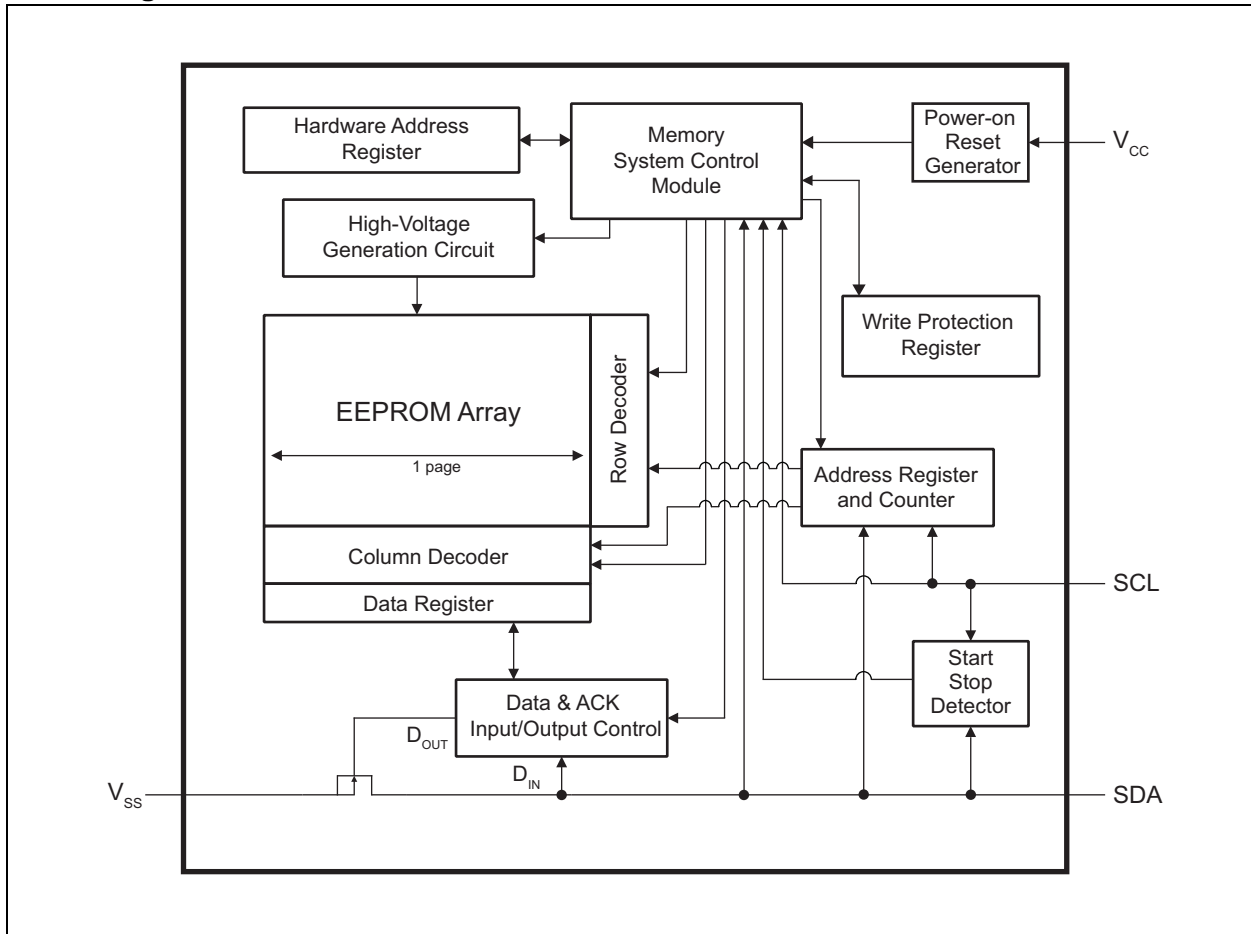 Hardware Address
Register
Memory
System Control
Module
Power-on
Reset
Generator
VCC
High-Voltage
Generation Circuit
Write Protection
Register
EEPROM Array
1 page
Row Decoder
Address Register
and Counter
Column Decoder
Data Register
SCL
Start
Stop
Detector
Data & ACK
Input/Output Control
DOUT
DIN
VSS
SDA